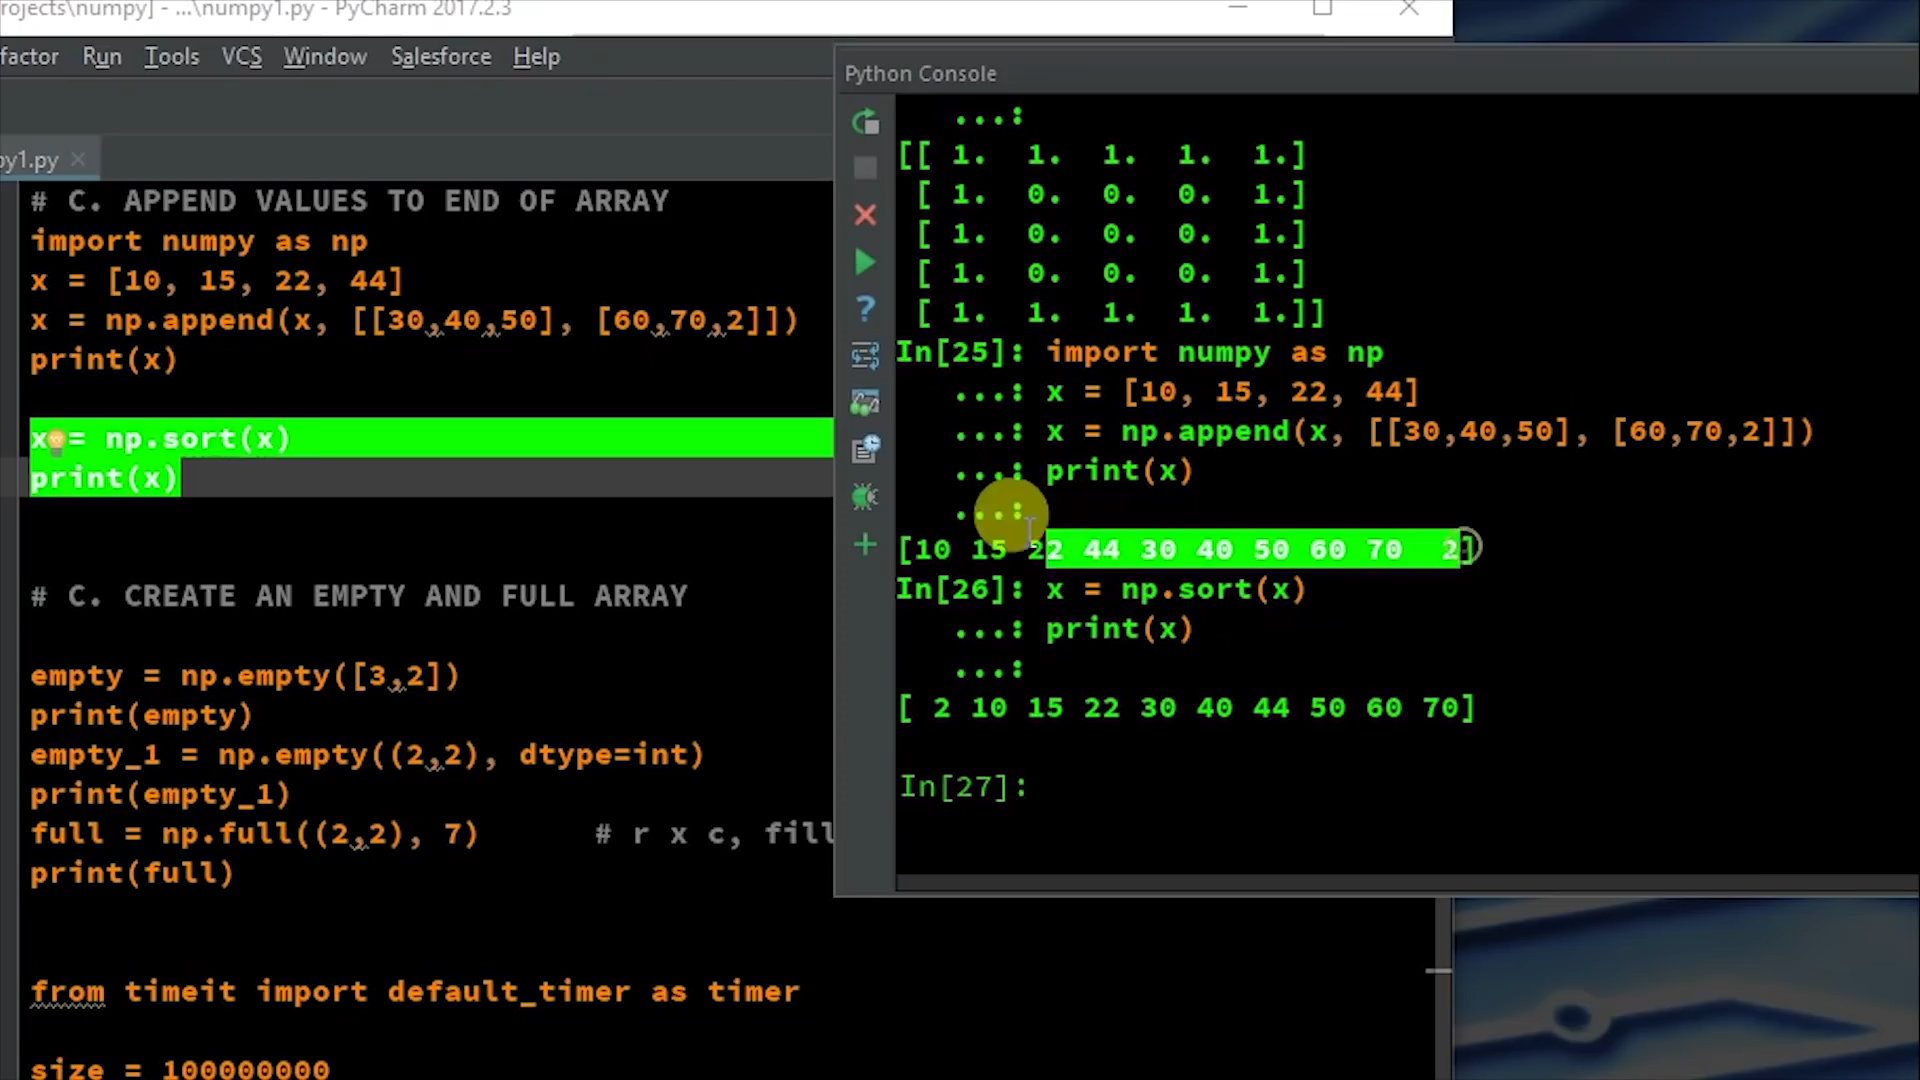 rojects\numpy] - ...\numpy1.py - PyCharm 2017.2.3
factor Run Tools VCS Window Salesforce Help
py1.py
# C. APPEND VALUES TO END OF ARRAY
import numpy as np
x = [10, 15, 22, 44]
x = np.append(x, [[30,40,50], [60,70,2]])
print(x)
x = np.sort(x)
print(x)
# C. CREATE AN EMPTY AND FULL ARRAY
empty = np.empty([3,2])
print(empty)
empty_1 = np.empty((2,2), dtype=int)
print(empty_1)
full = np.full((2,2), 7) # r x c, fill
print(full)
from timeit import default_timer as timer
size = 100000000
Python Console
...:
[[ 1. 1. 1. 1. 1.]
[ 1. 0. 0. 0. 1.]
[ 1. 0. 0. 0. 1.]
[ 1. 0. 0. 0. 1.]
[ 1. 1. 1. 1. 1.]]
In[25]: import numpy as np
...: x = [10, 15, 22, 44]
...: x = np.append(x, [[30,40,50], [60,70,2]])
...: print(x)
...:
[10 15 22 44 30 40 50 60 70 2]
In[26]: x = np.sort(x)
...: print(x)
...:
[ 2 10 15 22 30 40 44 50 60 70]
In[27]: